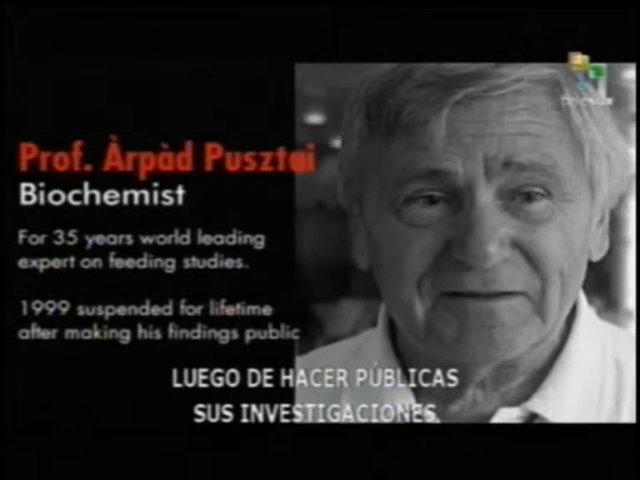 Prof. Àrpàd Pusztai
Biochemist
For 35 years world leading
expert on feeding studies.
1999 suspended for lifetime
after making his findings public
LUEGO DE HACER PÚBLICAS
SUS INVESTIGACIONES